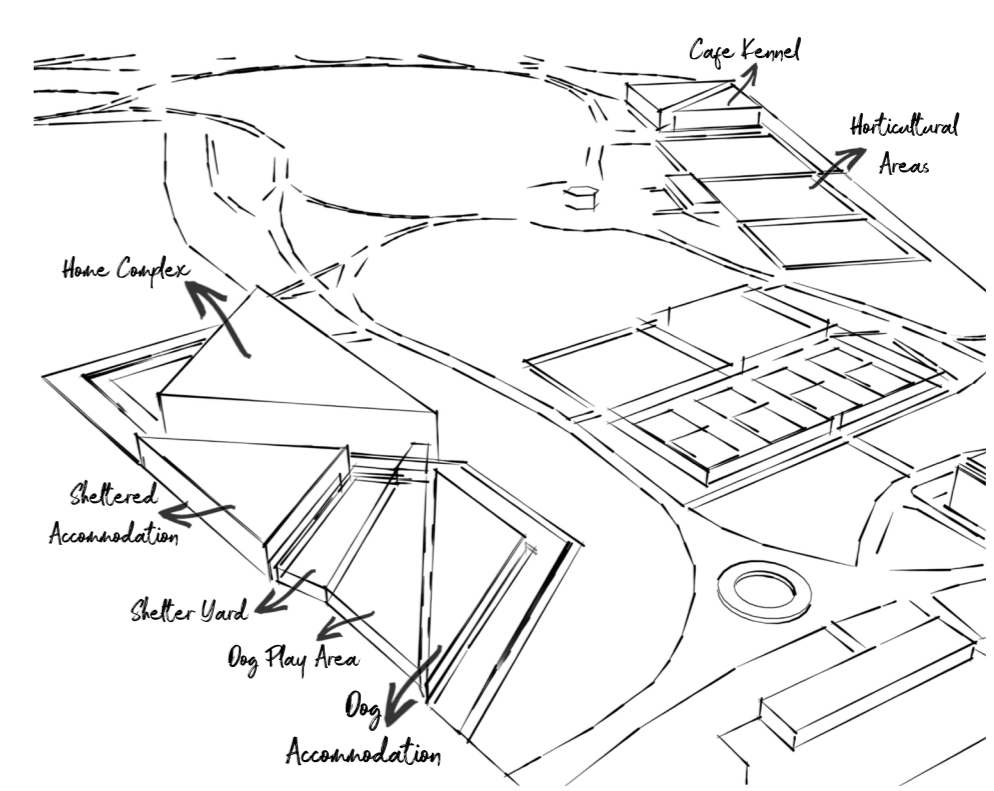 Cafe Kennel
Horticultural
Areas
Home Complex
Sheltered
Accommodation
Shelter Yard
Dog Play Area
Dog
Accommodation